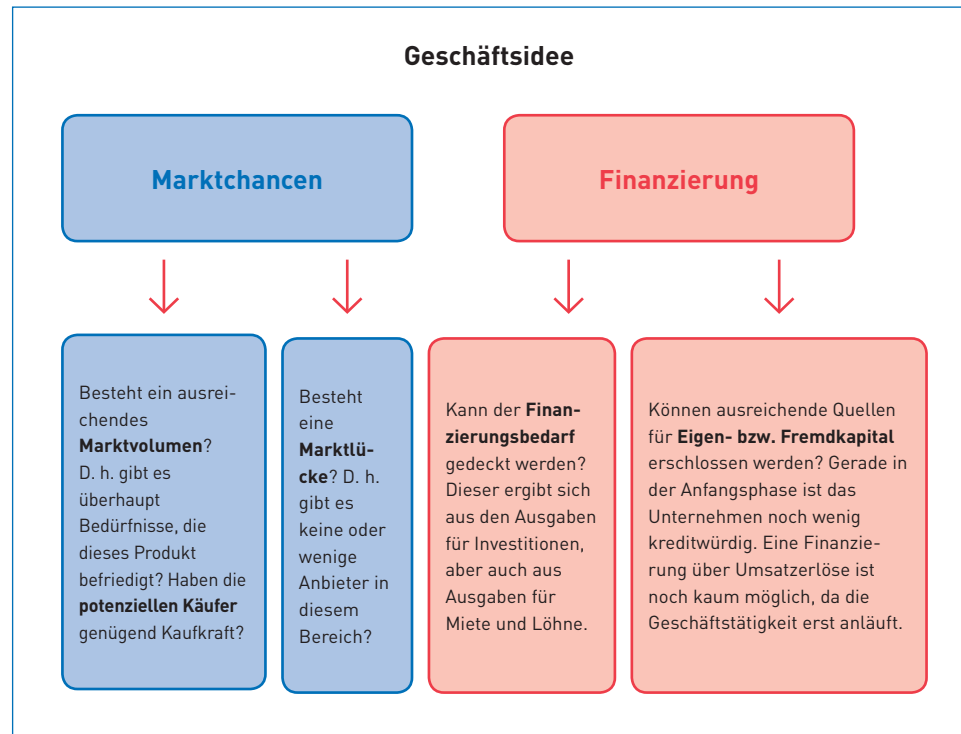 Geschäftsidee
Marktchancen
Finanzierung
Besteht ein ausrei-
chendes
Marktvolumen?
D. h. gibt es
überhaupt
Bedürfnisse, die
dieses Produkt
befriedigt? Haben die
potenziellen Käufer
genügend Kaufkraft?
Besteht
eine
Marktlü-
cke? D. h.
gibt es
keine oder
wenige
Anbieter in
diesem
Bereich?
Kann der Finan-
zierungsbedarf
gedeckt werden?
Dieser ergibt sich
aus den Ausgaben
für Investitionen,
aber auch aus
Ausgaben für
Miete und Löhne.
Können ausreichende Quellen
für Eigen- bzw. Fremdkapital
erschlossen werden? Gerade in
der Anfangsphase ist das
Unternehmen noch wenig
kreditwürdig. Eine Finanzie-
rung über Umsatzerlöse ist
noch kaum möglich, da die
Geschäftstätigkeit erst anläuft.